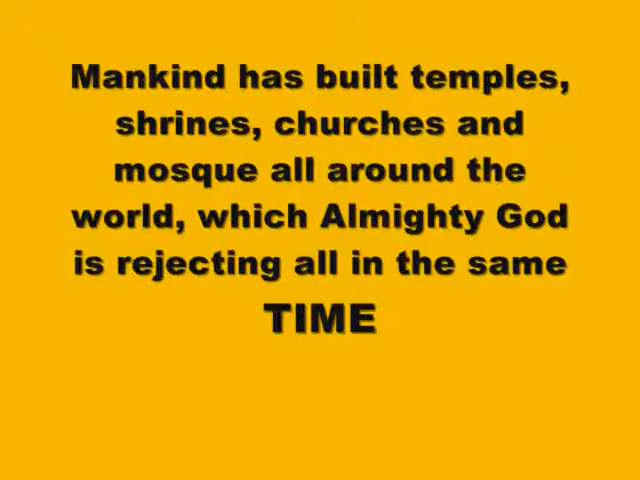 Mankind has built temples,
shrines, churches and
mosque all around the
world, which Almighty God
is rejecting all in the same
TIME